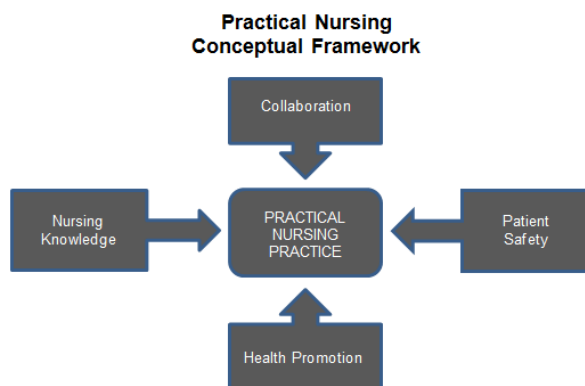 Practical Nursing
Conceptual Framework
Collaboration
Nursing
Knowledge
PRACTICAL
NURSING
PRACTICE
Patient
Safety
Health Promotion